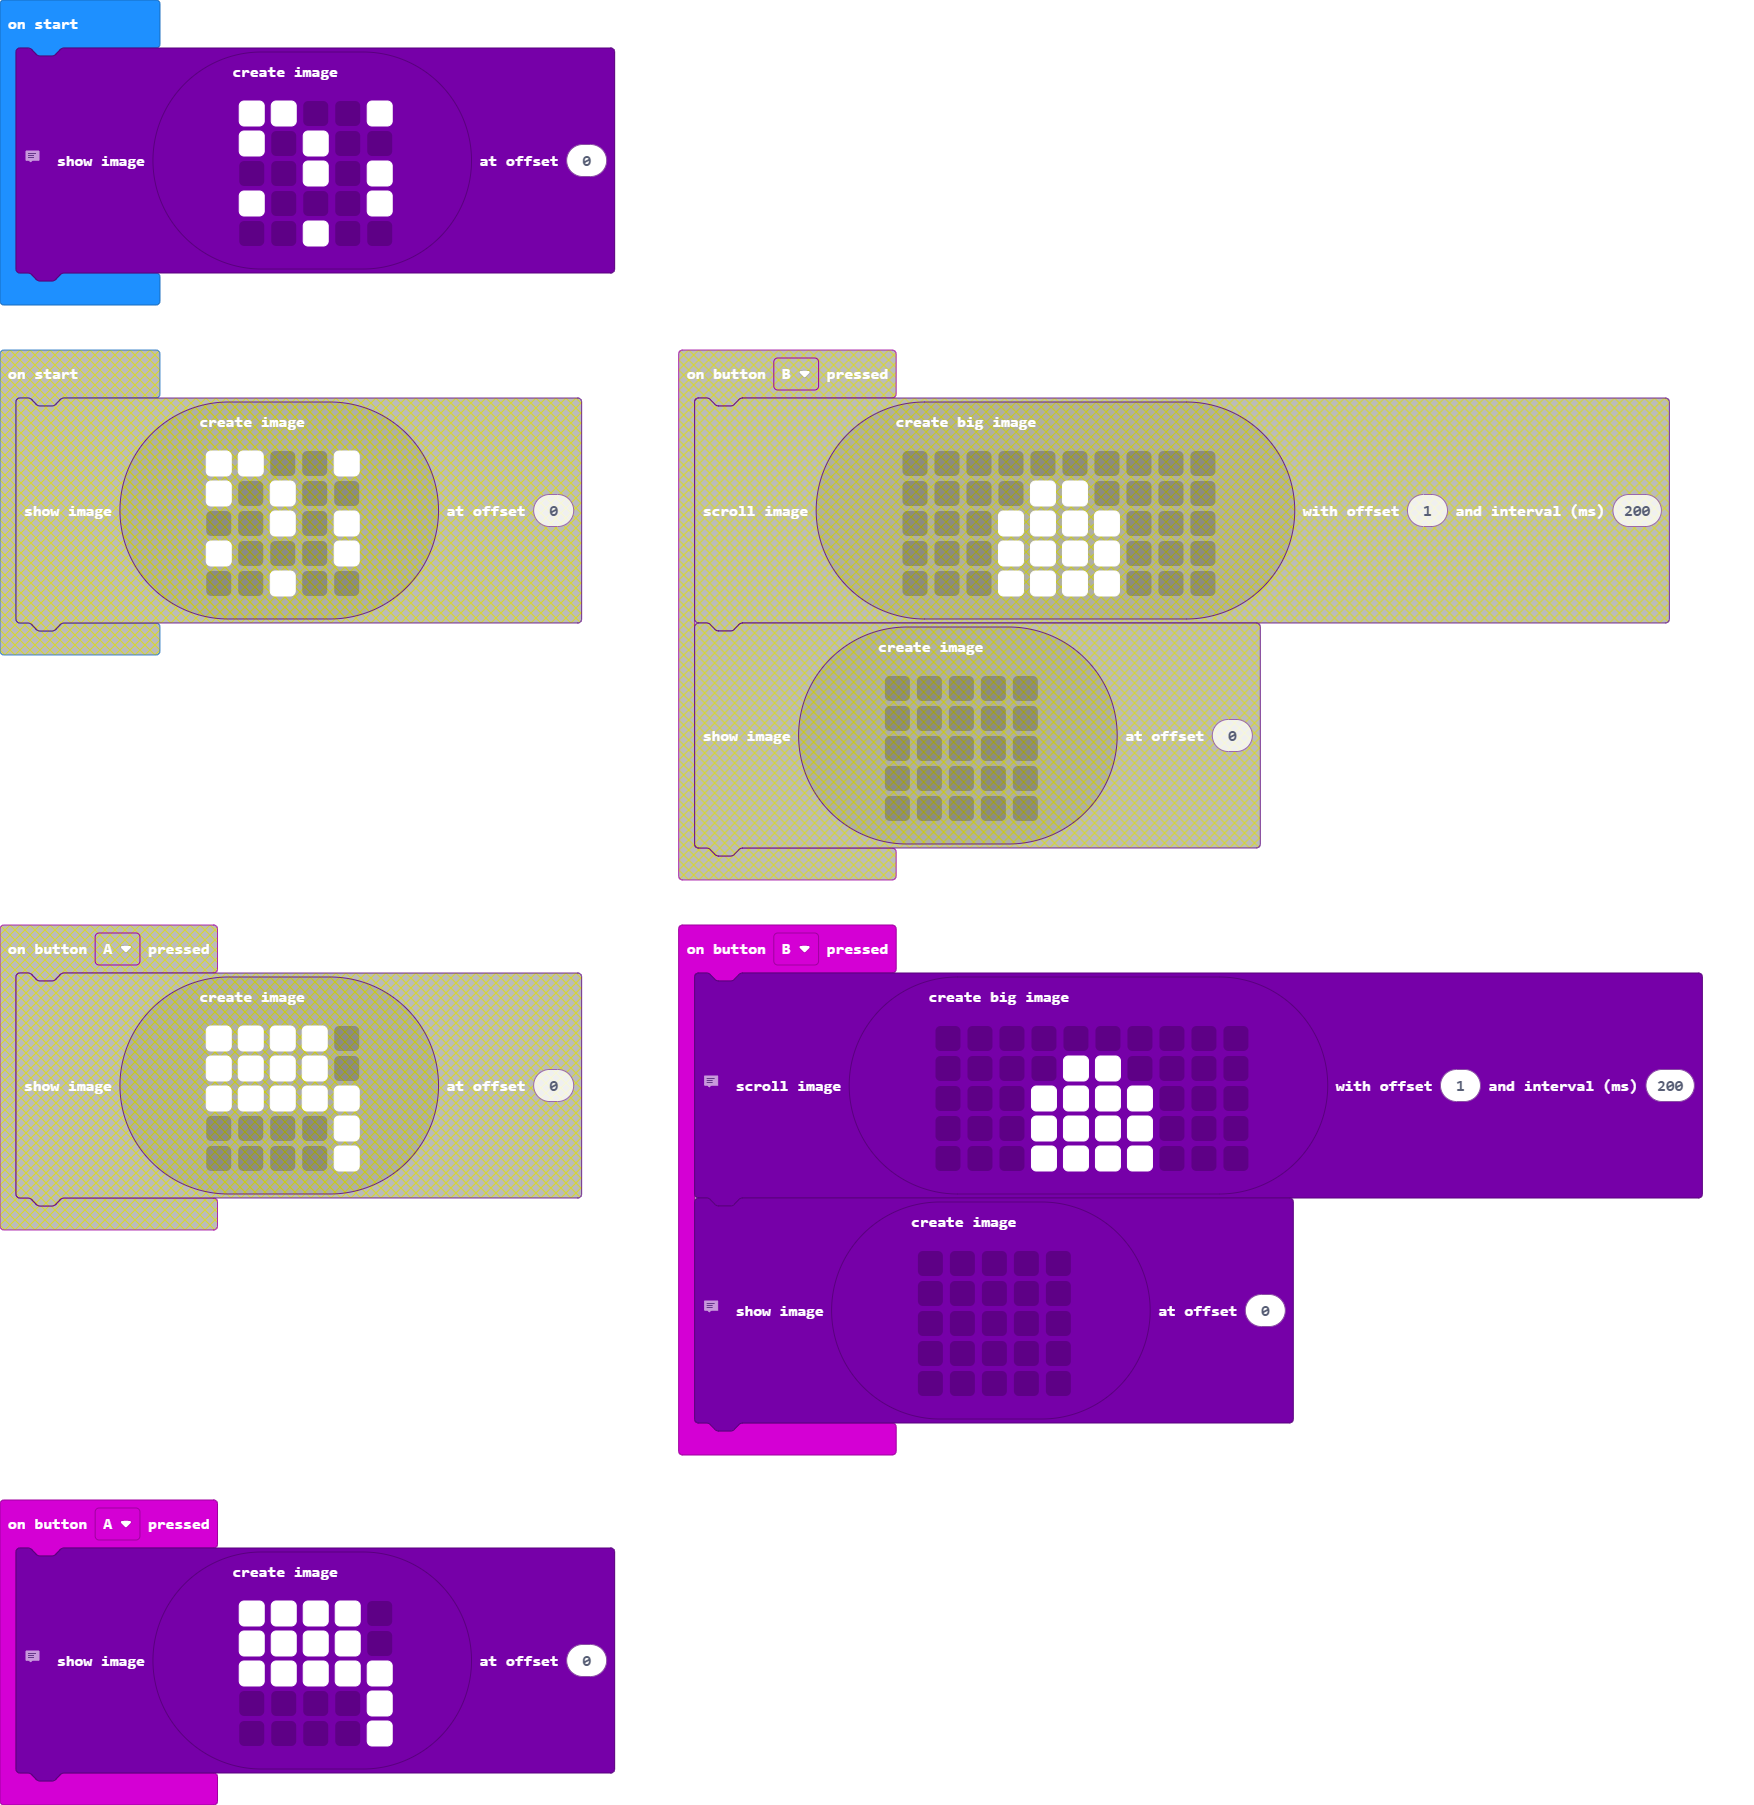 on start
create image
show image at offset 0
on start
create image
show image at offset 0
on button B pressed
create big image
scroll image with offset 1 and interval (ms) 200
create image
show image at offset 0
on button A pressed
create image
show image at offset 0
on button B pressed
create big image
scroll image with offset 1 and interval (ms) 200
create image
show image at offset 0
on button A pressed
create image
show image at offset 0